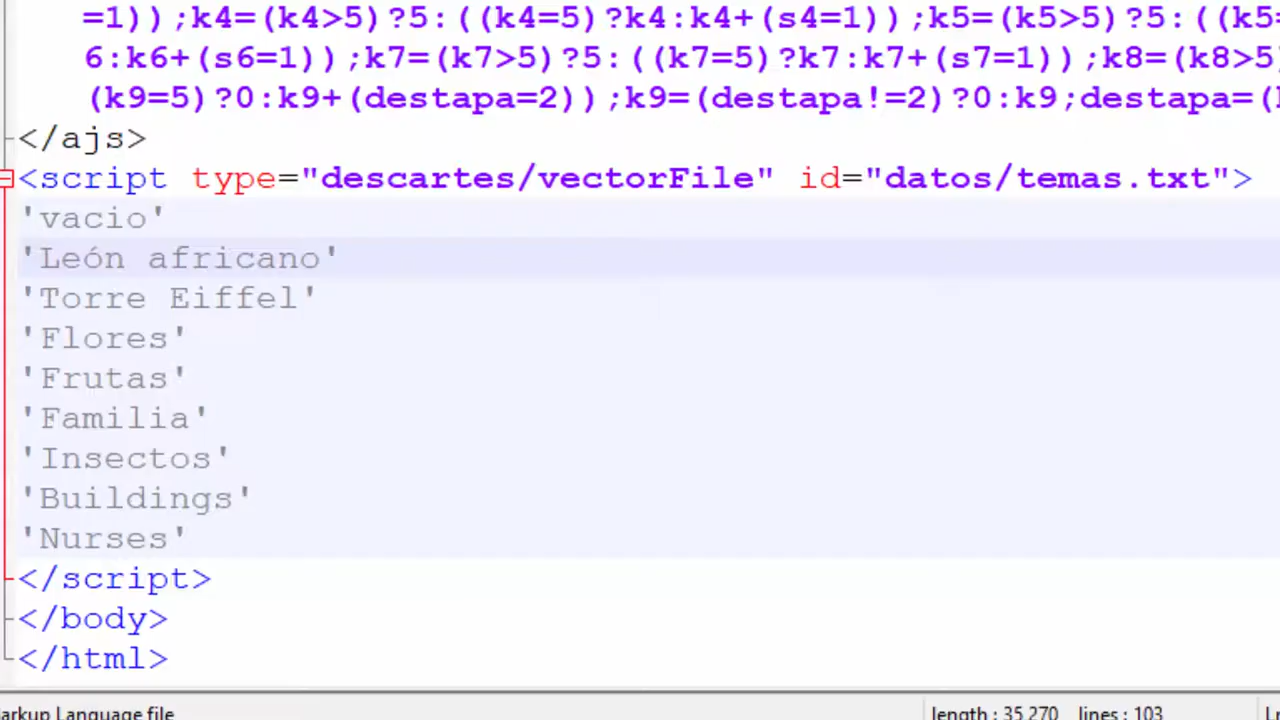 =1));k4=(k4>5)?5:((k4=5)?k4:k4+(s4=1));k5=(k5>5)?5:((k5=
6:k6+(s6=1));k7=(k7>5)?5:((k7=5)?k7:k7+(s7=1));k8=(k8>5)
(k9=5)?0:k9+(destapa=2));k9=(destapa!=2)?0:k9;destapa=(
</ajs>
<script type="descartes/vectorFile" id="datos/temas.txt">
'vacio'
'León africano'
'Torre Eiffel'
'Flores'
'Frutas'
'Familia'
'Insectos'
'Buildings'
'Nurses'
</script>
</body>
</html>
arkup Language file length : 35,270 lines : 103